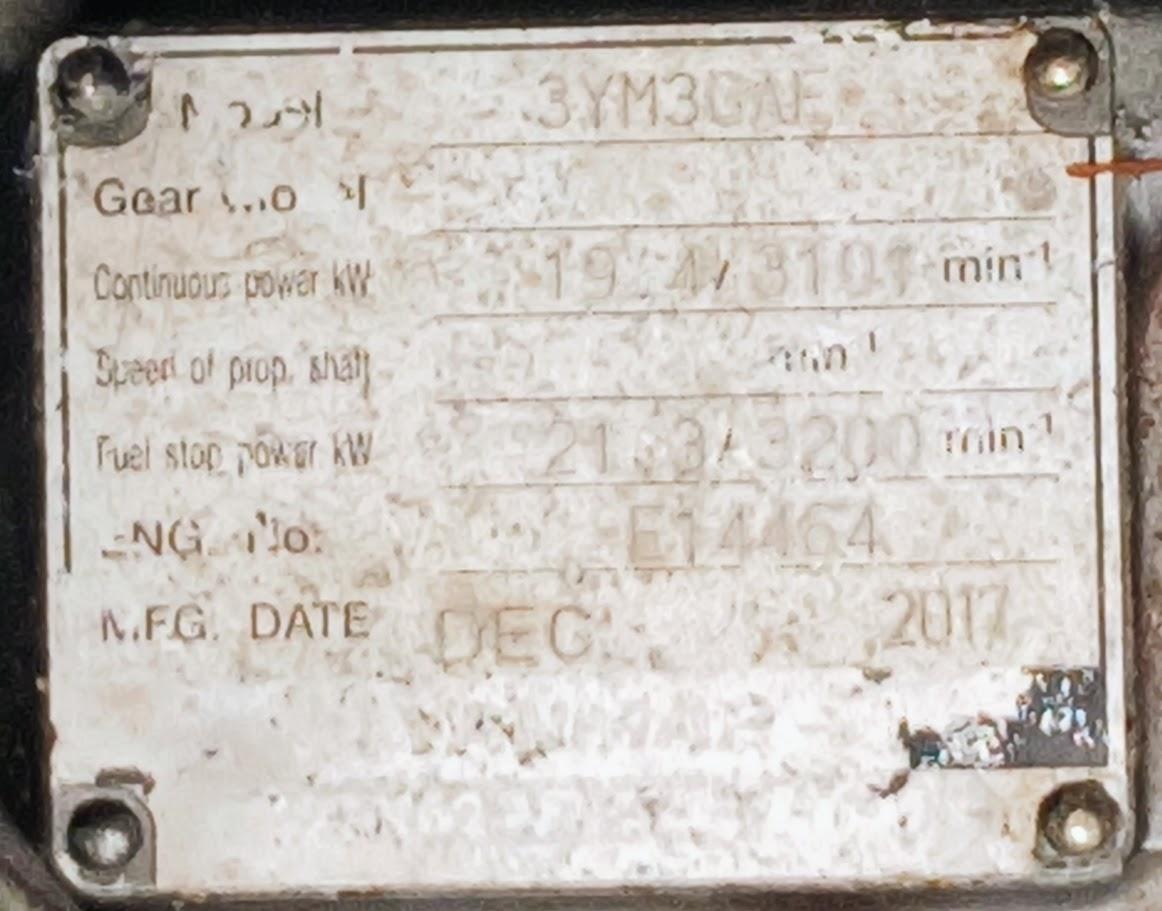 Model 3YM30AE
Gear Model
Continuous power kW 19.4/3101 min-1
Speed of prop. shaft min-1
Fuel stop power kW 21.3/3200 min-1
ENG. No. E14464
MFG. DATE DEC. 2017